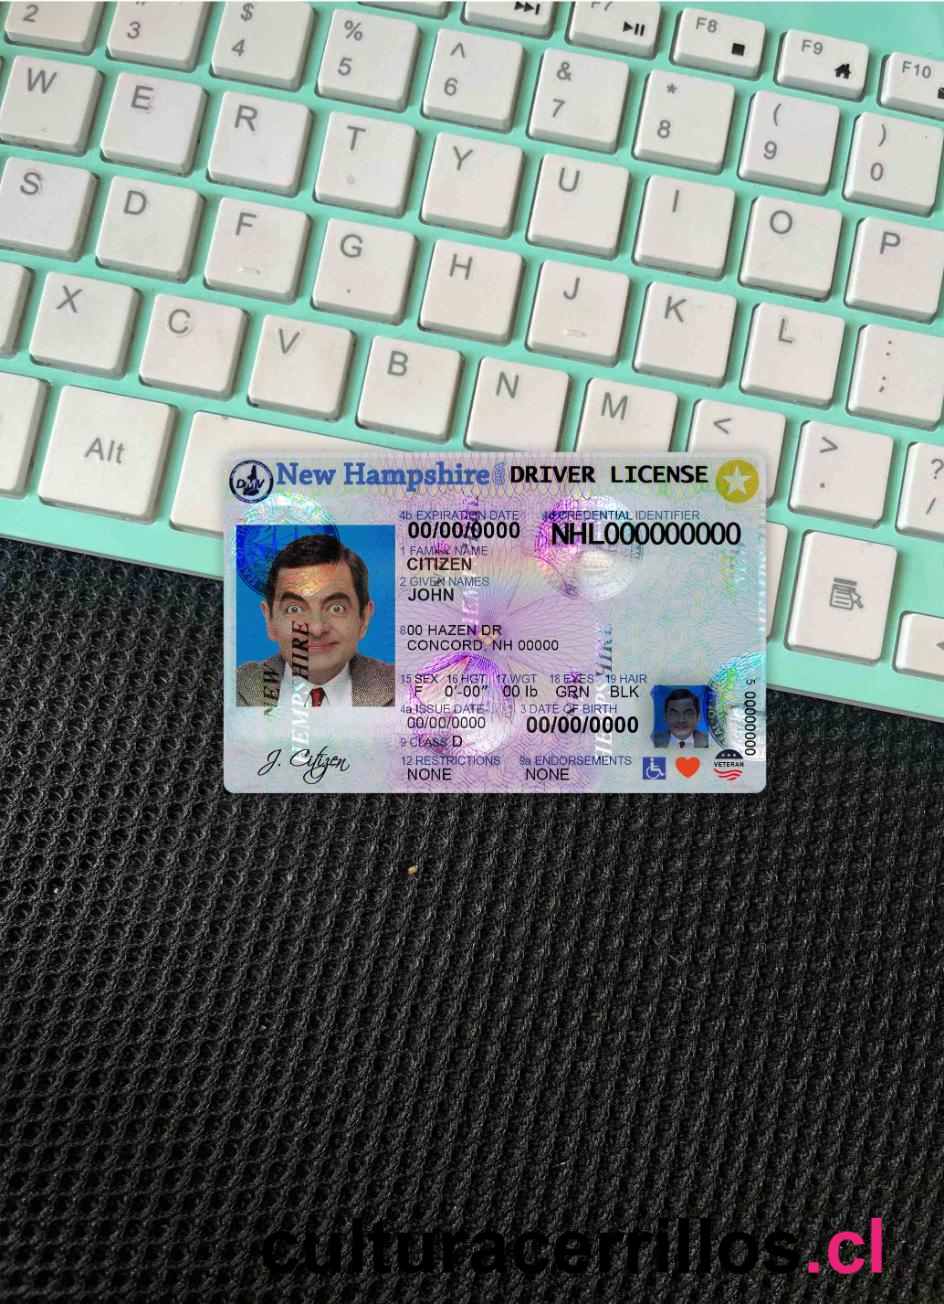 2 3 $ 4 % 5 ^ 6 & 7 * 8 ( 9 ) 0
F7 F8 F9 F10
W E R T Y U I O P
S D F G H J K L : ;
X C V B N M < > . ? /
Alt
DMV New Hampshire DRIVER LICENSE
4b EXPIRATION DATE 4d CREDENTIAL IDENTIFIER
00/00/0000 NHL000000000
1 FAMILY NAME
CITIZEN
2 GIVEN NAMES
JOHN
800 HAZEN DR
CONCORD, NH 00000
15 SEX 16 HGT 17 WGT 18 EYES 19 HAIR
F 0'-00" 00 lb GRN BLK
4a ISSUE DATE 3 DATE OF BIRTH
00/00/0000 00/00/0000
9 CLASS D
12 RESTRICTIONS 9a ENDORSEMENTS
NONE NONE
J. Citizen
NEW
HEMPSHIRE
5 00000000
VETERAN
culturacerrillos.cl